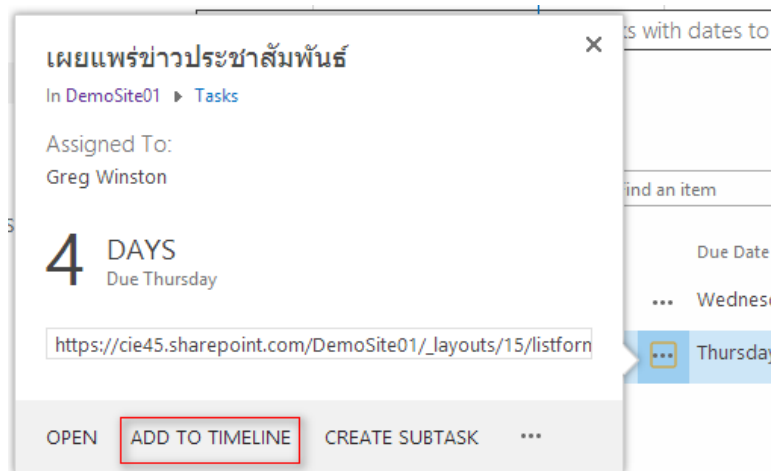 เผยแพร่ข่าวประชาสัมพันธ์
In DemoSite01 ▸ Tasks
Assigned To:
Greg Winston
4 DAYS
Due Thursday
https://cie45.sharepoint.com/DemoSite01/_layouts/15/listforn
OPEN ADD TO TIMELINE CREATE SUBTASK ...
with dates to
ind an item
Due Date
... Wednes
... Thursday